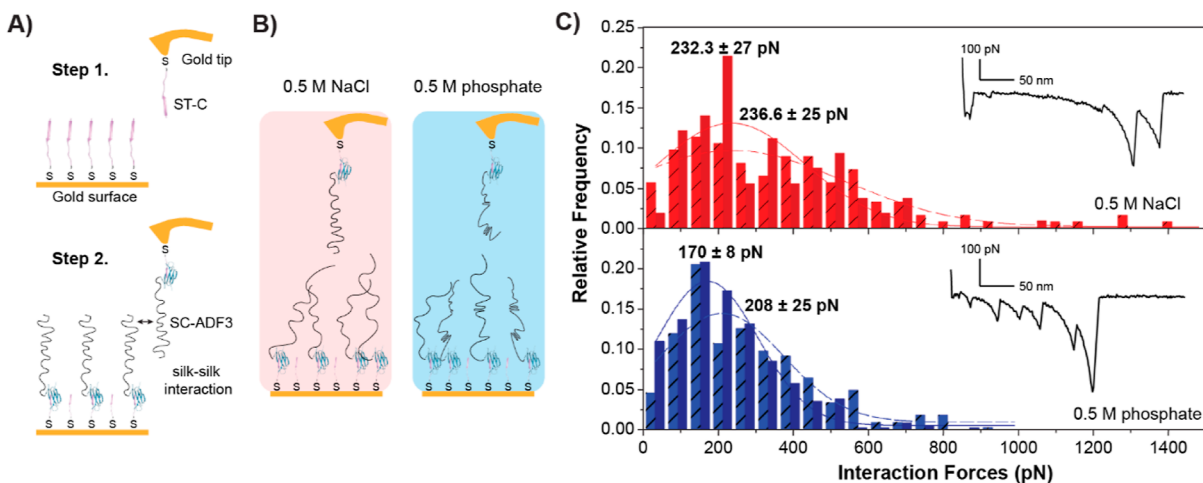 A)
Step 1.
S
Gold tip
ST-C
S S S S S
Gold surface
Step 2.
S
SC-ADF3
silk-silk
interaction
S S S S S
B)
0.5 M NaCl
0.5 M phosphate
S
S
S S S S S S
S S S S S S
C)
Relative Frequency
0.25
0.20
0.15
0.10
0.05
0.00
232.3 ± 27 pN
236.6 ± 25 pN
100 pN
50 nm
0.5 M NaCl
0.20
0.15
0.10
0.05
0.00
170 ± 8 pN
208 ± 25 pN
100 pN
50 nm
0.5 M phosphate
0 200 400 600 800 1000 1200 1400
Interaction Forces (pN)